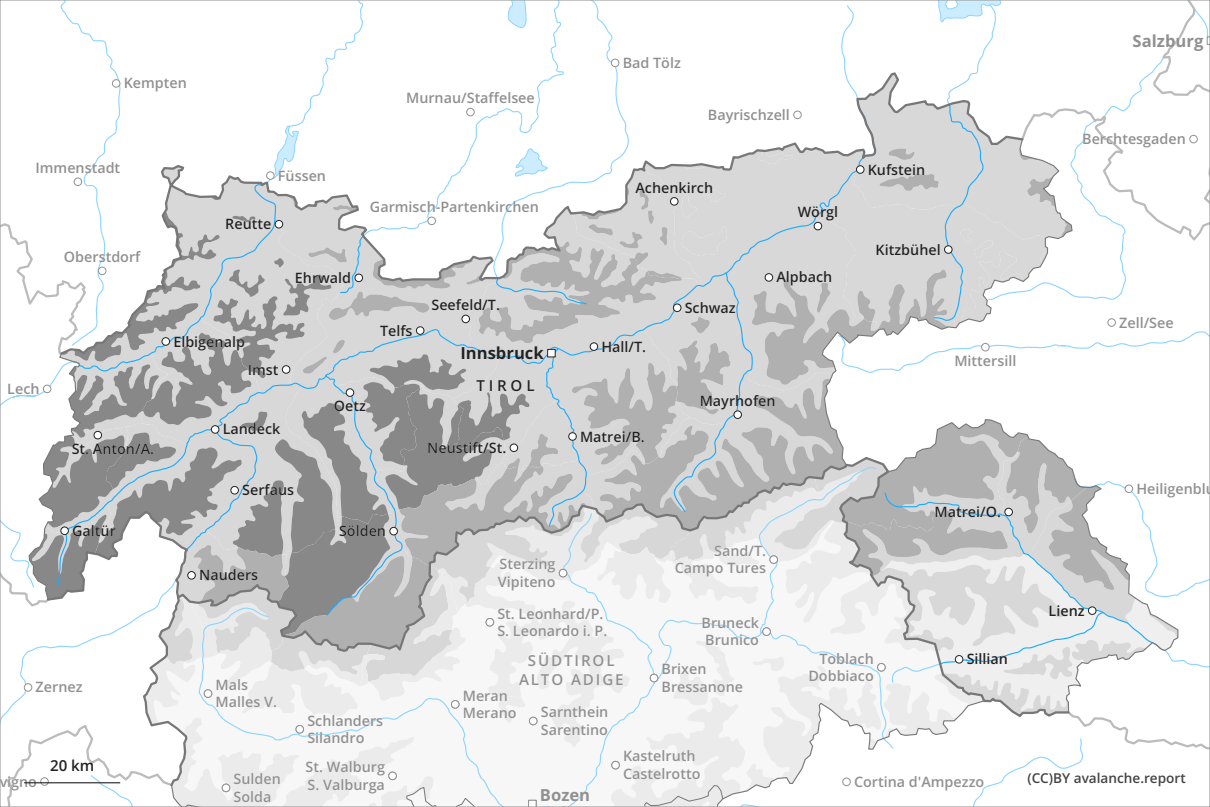 Salzburg
Bad Tölz
Kempten
Murnau/Staffelsee
Bayrischzell
Berchtesgaden
Immenstadt
Füssen
Kufstein
Achenkirch
Garmisch-Partenkirchen
Wörgl
Reutte
Kitzbühel
Oberstdorf
Ehrwald
Alpbach
Seefeld/T.
Schwaz
Zell/See
Telfs
Elbigenalp
Innsbruck
Hall/T.
Mittersill
Imst
TIROL
Lech
Oetz
Mayrhofen
Landeck
Matrei/B.
St. Anton/A.
Neustift/St.
Serfaus
Heiligenblu
Matrei/O.
Galtür
Sölden
Sand/T.
Campo Tures
Sterzing
Vipiteno
Nauders
Lienz
St. Leonhard/P.
S. Leonardo i. P.
Bruneck
Brunico
SÜDTIROL
ALTO ADIGE
Toblach
Dobbiaco
Sillian
Brixen
Bressanone
Zernez
Mals
Malles V.
Meran
Merano
Sarnthein
Sarentino
Schlanders
Silandro
Kastelruth
Castelrotto
20 km
St. Walburg
S. Valburga
vigno
Sulden
Solda
Cortina d'Ampezzo
(CC)BY avalanche.report
Bozen